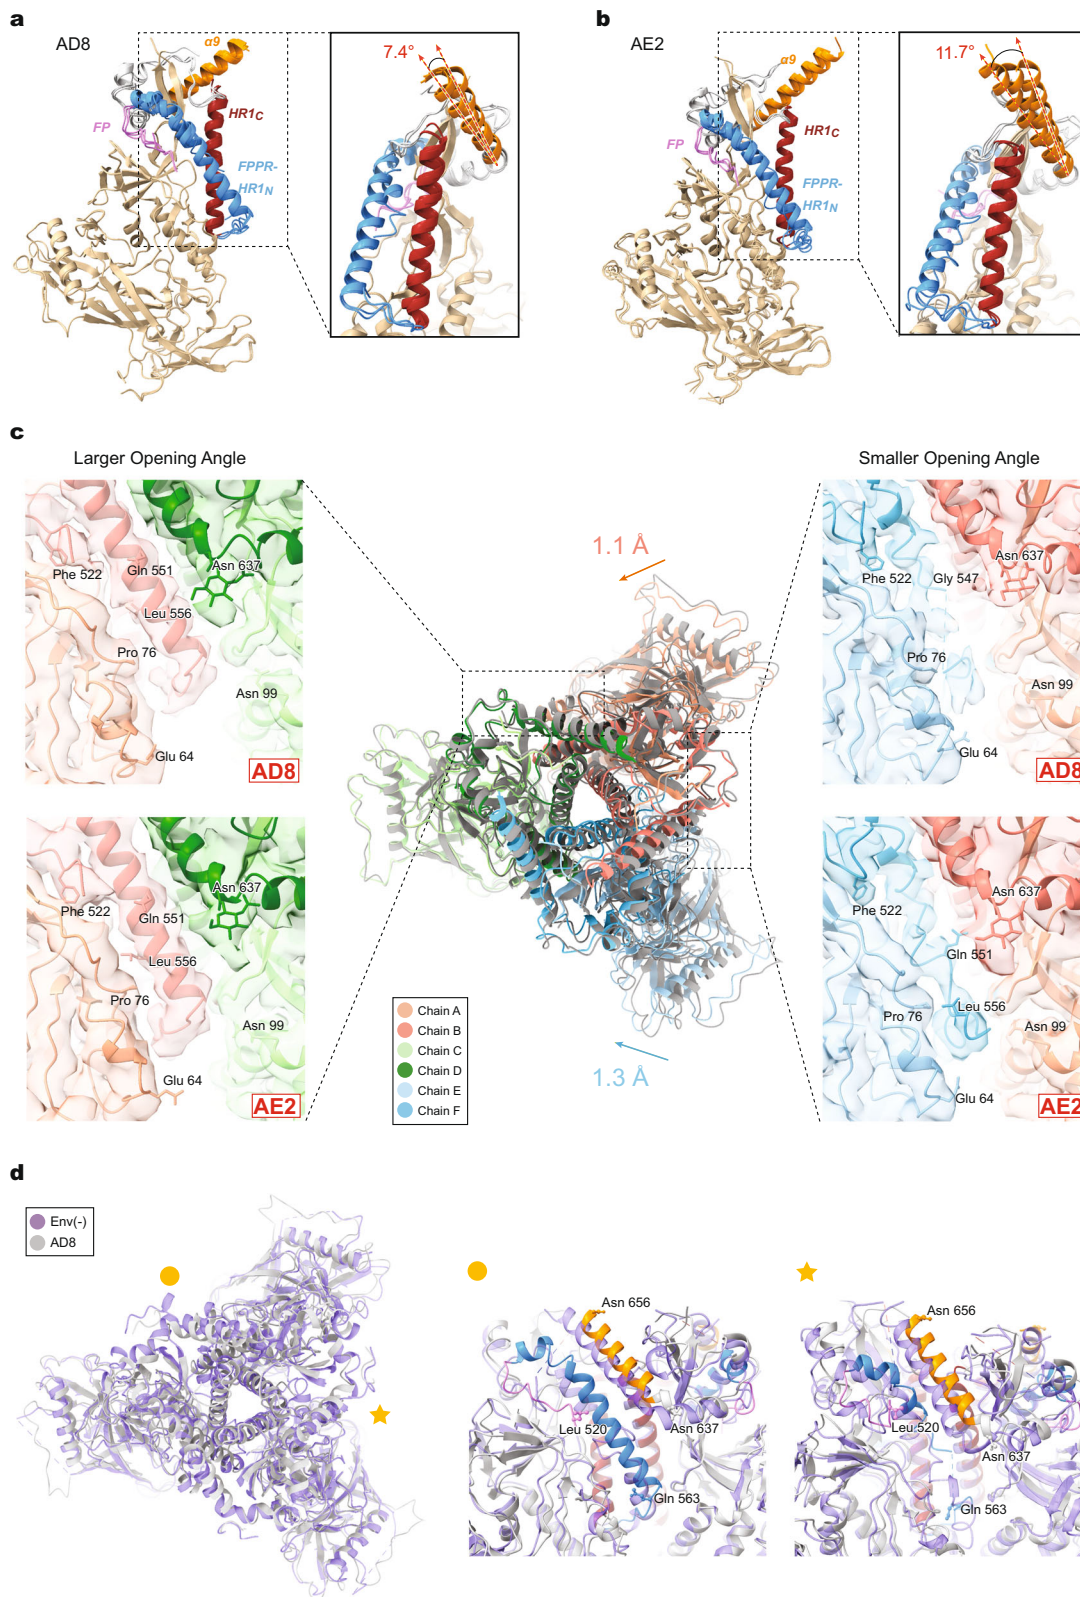 a
AD8
α9
FP
HR1C
FPPR-
HR1N
7.4°
b
AE2
α9
FP
HR1C
FPPR-
HR1N
11.7°
c
Larger Opening Angle
Phe 522
Gln 551
Asn 637
Leu 556
Pro 76
Asn 99
Glu 64
AD8
Asn 637
Phe 522
Gln 551
Leu 556
Pro 76
Asn 99
Glu 64
AE2
1.1 Å
1.3 Å
Chain A
Chain B
Chain C
Chain D
Chain E
Chain F
Smaller Opening Angle
Asn 637
Phe 522
Gly 547
Pro 76
Asn 99
Glu 64
AD8
Asn 637
Phe 522
Gln 551
Leu 556
Pro 76
Asn 99
Glu 64
AE2
d
Env(-)
AD8
Asn 656
Leu 520
Asn 637
Gln 563
Asn 656
Leu 520
Asn 637
Gln 563